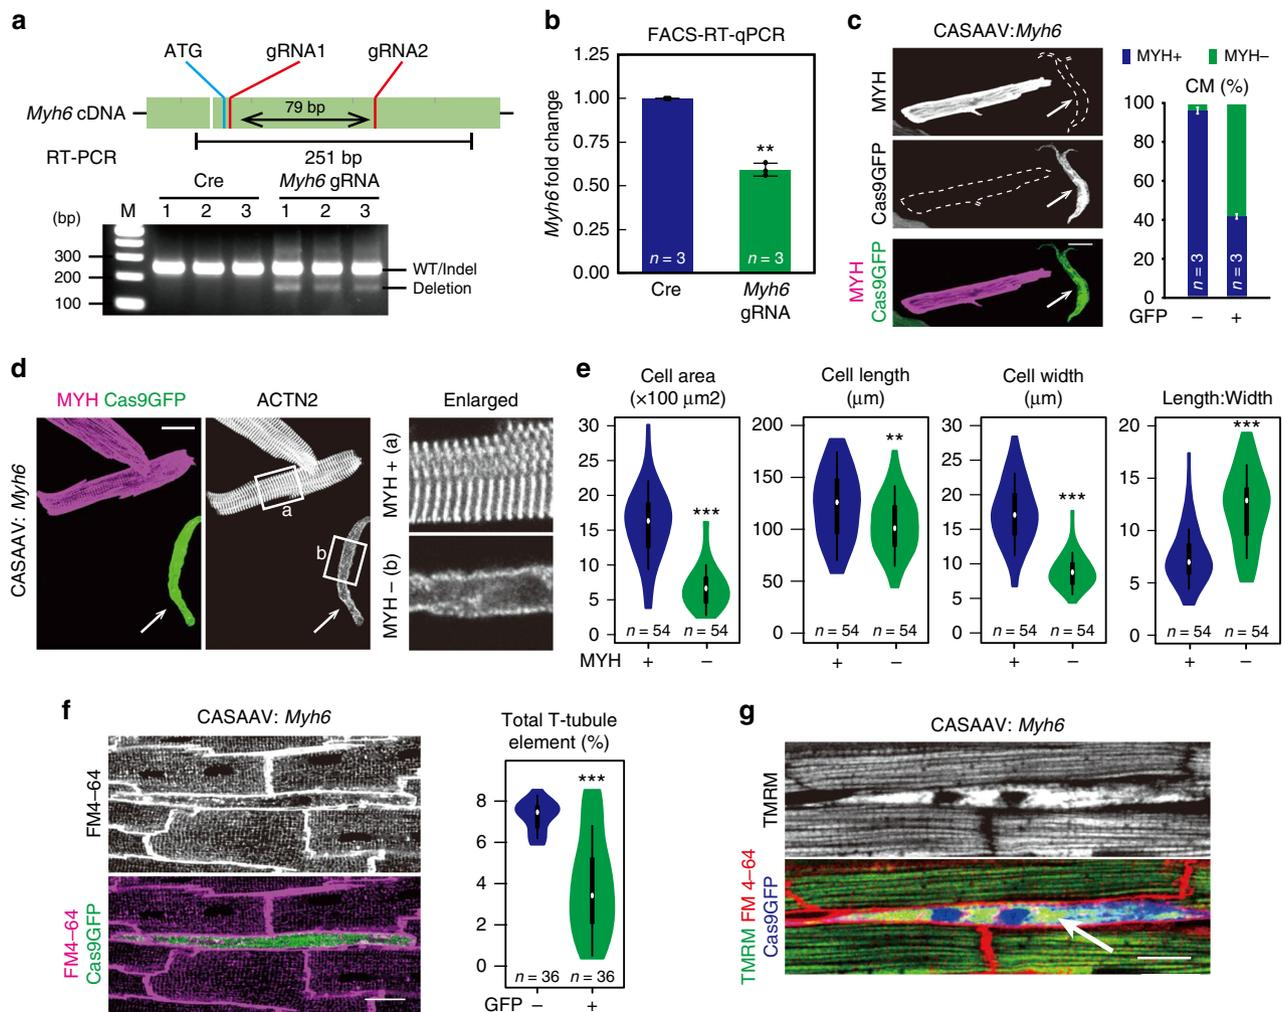 a
ATG
gRNA1
gRNA2
79 bp
Myh6 cDNA
RT-PCR
251 bp
Cre
Myh6 gRNA
(bp)
M
1
2
3
1
2
3
300
200
100
WT/Indel
Deletion
b
FACS-RT-qPCR
Myh6 fold change
1.25
1.00
0.75
0.50
0.25
0.00
**
n = 3
n = 3
Cre
Myh6
gRNA
c
CASAAV:Myh6
MYH
Cas9GFP
MYH
Cas9GFP
MYH+
MYH–
CM (%)
100
80
60
40
20
0
n = 3
n = 3
GFP
–
+
d
MYH Cas9GFP
ACTN2
Enlarged
CASAAV: Myh6
a
b
MYH + (a)
MYH – (b)
e
Cell area
(×100 μm2)
30
25
20
15
10
5
0
***
n = 54
n = 54
MYH
+
–
Cell length
(μm)
200
150
100
50
0
**
n = 54
n = 54
+
–
Cell width
(μm)
30
25
20
15
10
5
0
***
n = 54
n = 54
+
–
Length:Width
20
15
10
5
0
***
n = 54
n = 54
+
–
f
CASAAV: Myh6
FM4–64
FM4–64
Cas9GFP
Total T-tubule
element (%)
8
6
4
2
0
***
n = 36
n = 36
GFP
–
+
g
CASAAV: Myh6
TMRM
TMRM FM 4–64
Cas9GFP